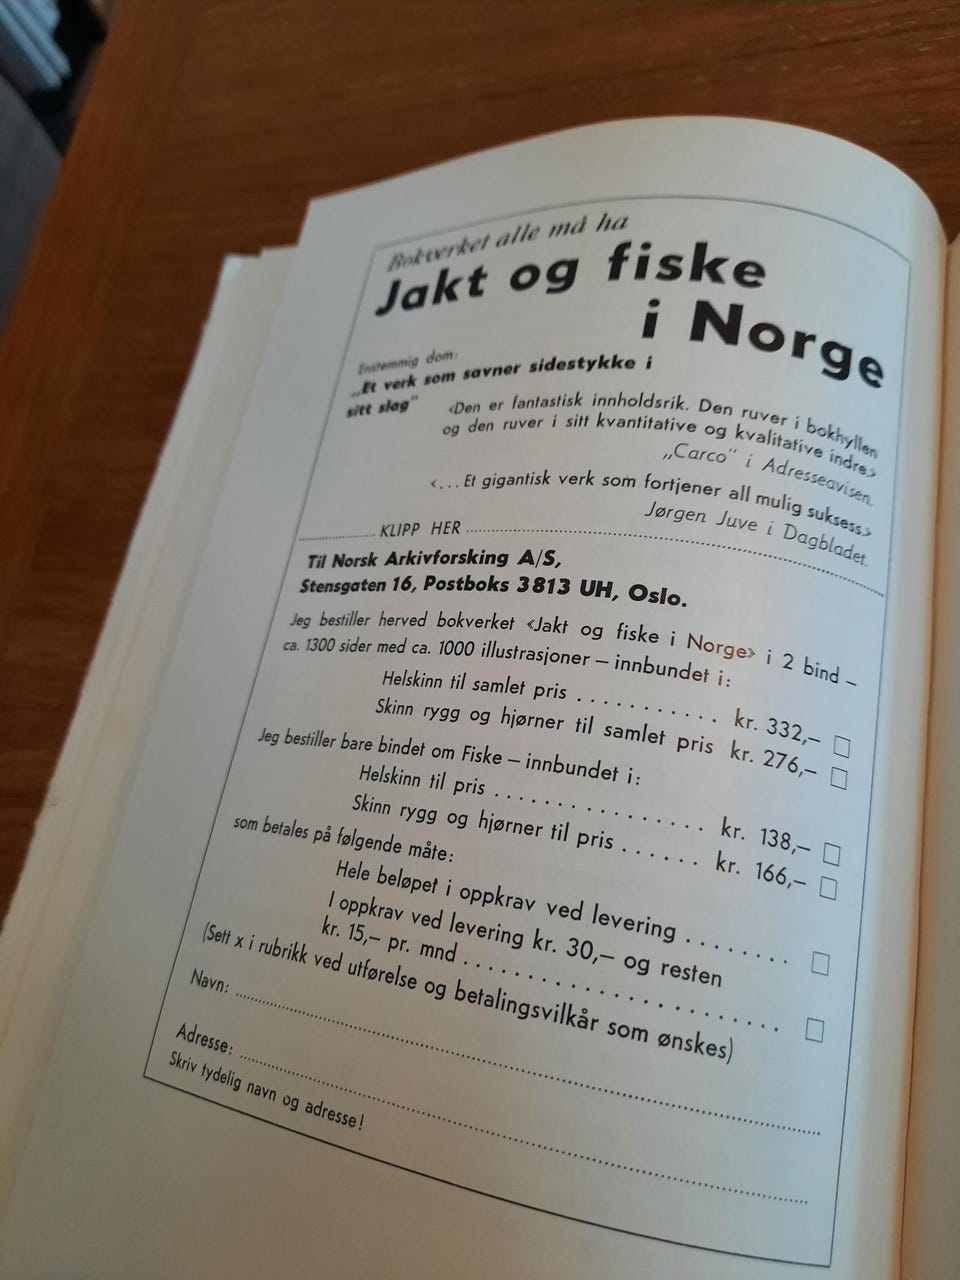 Bokverket alle må ha
Jakt og fiske
i Norge
Enstemmig dom:
„Et verk som savner sidestykke i
sitt slag”
‹Den er fantastisk innholdsrik. Den ruver i bokhyllen
og den ruver i sitt kvantitative og kvalitative indre›
„Carco” i Adresseavisen.
‹... Et gigantisk verk som fortjener all mulig suksess›
Jørgen Juve i Dagbladet.
............ KLIPP HER ............
Til Norsk Arkivforsking A/S,
Stensgaten 16, Postboks 3813 UH, Oslo.
Jeg bestiller herved bokverket «Jakt og fiske i Norge» i 2 bind –
ca. 1300 sider med ca. 1000 illustrasjoner – innbundet i:
Helskinn til samlet pris ........... kr. 332,– □
Skinn rygg og hjørner til samlet pris kr. 276,– □
Jeg bestiller bare bindet om Fiske – innbundet i:
Helskinn til pris ................ kr. 138,– □
Skinn rygg og hjørner til pris ...... kr. 166,– □
som betales på følgende måte:
Hele beløpet i oppkrav ved levering ........ □
I oppkrav ved levering kr. 30,– og resten
kr. 15,– pr. mnd ........................ □
(Sett x i rubrikk ved utførelse og betalingsvilkår som ønskes)
Navn: ............
Adresse: ............
Skriv tydelig navn og adresse!